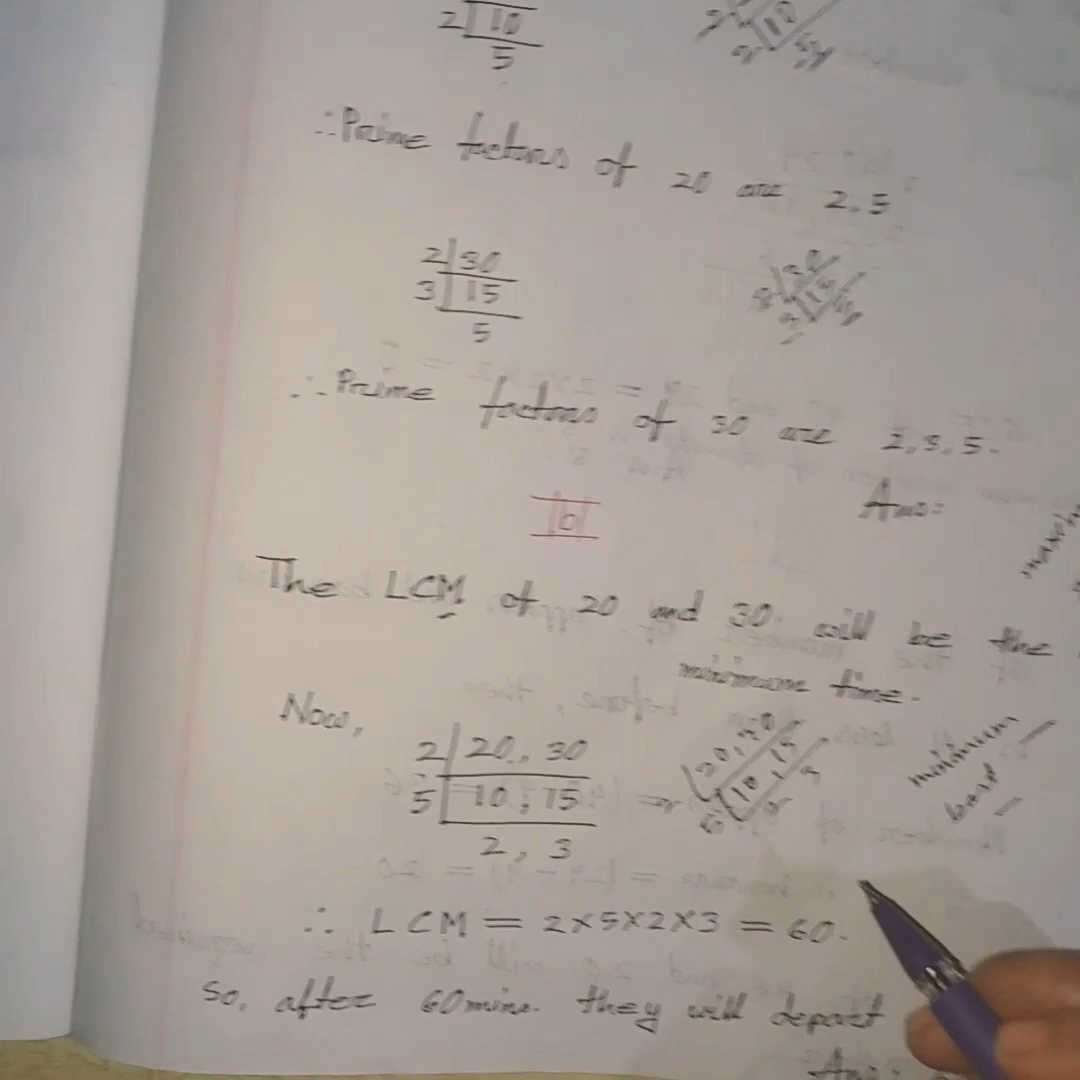 2 | 10
5
∴ Prime factors of 20 are 2, 5
2 | 30
3 | 15
5
∴ Prime factors of 30 are 2, 3, 5.
Ans:
b
The LCM of 20 and 30 will be the
minimum time.
Now,
2 | 20, 30
5 | 10, 15
2, 3
minimum
∴ LCM = 2×5×2×3 = 60.
So, after 60 mins. they will depart
Ans: